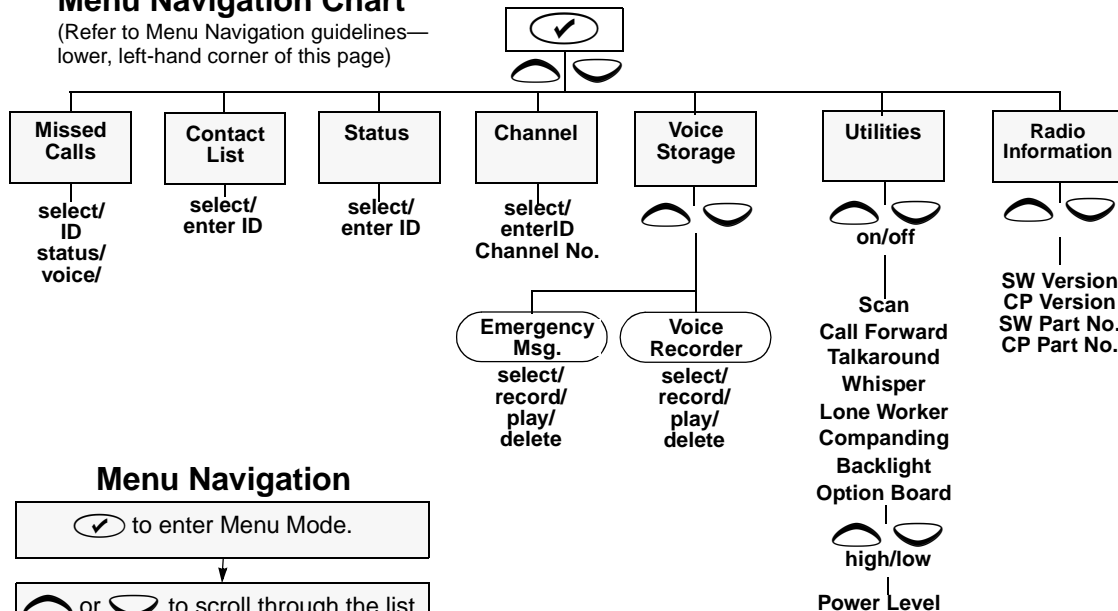 Menu Navigation Chart
(Refer to Menu Navigation guidelines—
lower, left-hand corner of this page)
Missed
Calls
select/
ID
status/
voice/
Contact
List
select/
enter ID
Status
select/
enter ID
Channel
select/
enterID
Channel No.
Voice
Storage
Emergency
Msg.
select/
record/
play/
delete
Voice
Recorder
select/
record/
play/
delete
Utilities
on/off
Scan
Call Forward
Talkaround
Whisper
Lone Worker
Companding
Backlight
Option Board
high/low
Power Level
Radio
Information
SW Version
CP Version
SW Part No.
CP Part No.
Menu Navigation
to enter Menu Mode.
or to scroll through the list